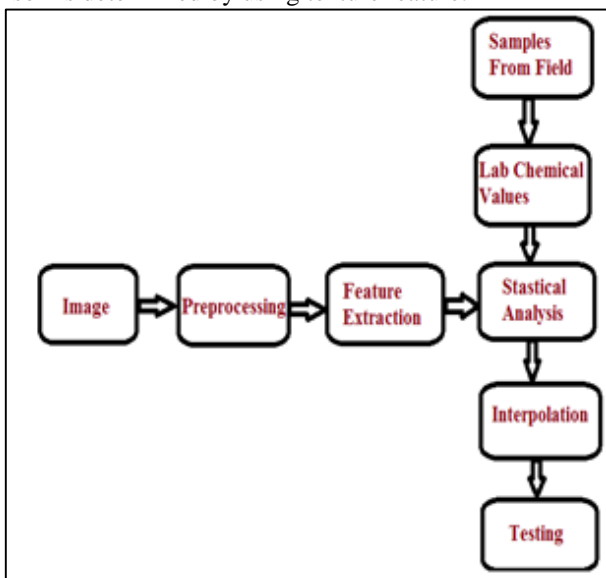 Samples
From Field
Lab Chemical
Values
Image
Preprocessing
Feature
Extraction
Stastical
Analysis
Interpolation
Testing